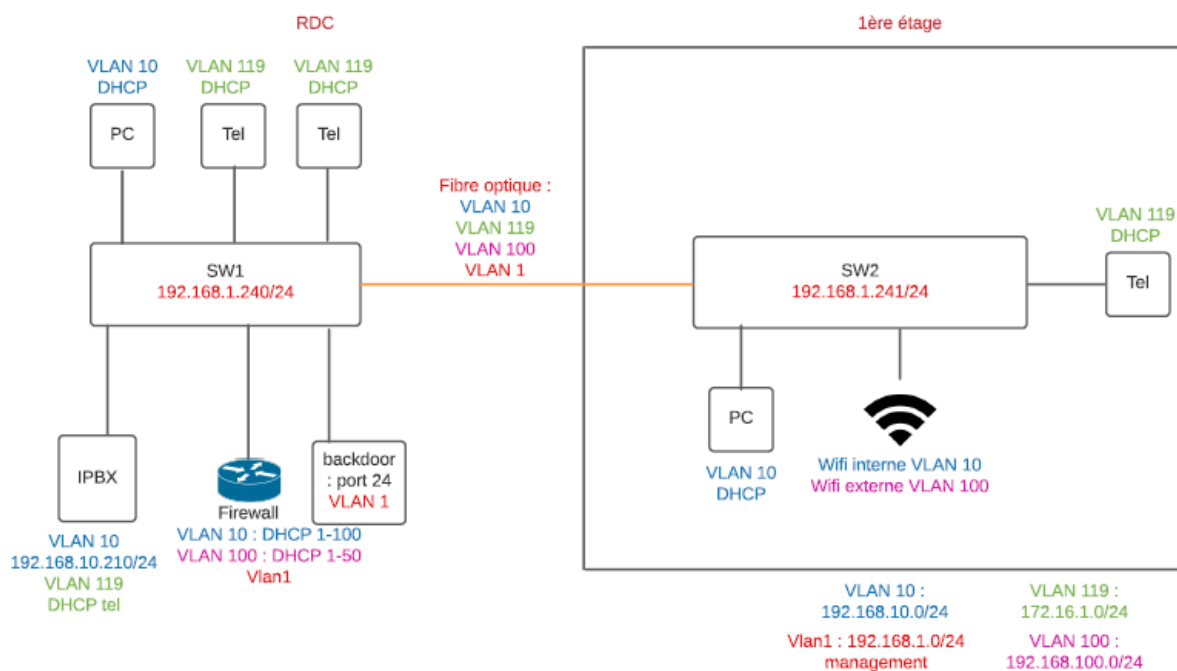 RDC
1ère étage
VLAN 10
DHCP
VLAN 119
DHCP
VLAN 119
DHCP
PC
Tel
Tel
Fibre optique :
VLAN 10
VLAN 119
VLAN 100
VLAN 1
SW1
192.168.1.240/24
SW2
192.168.1.241/24
VLAN 119
DHCP
Tel
IPBX
VLAN 10
192.168.10.210/24
VLAN 119
DHCP tel
Firewall
VLAN 10 : DHCP 1-100
VLAN 100 : DHCP 1-50
Vlan1
backdoor
: port 24
VLAN 1
PC
VLAN 10
DHCP
Wifi interne VLAN 10
Wifi externe VLAN 100
VLAN 10 :
192.168.10.0/24
VLAN 119 :
172.16.1.0/24
Vlan1 : 192.168.1.0/24
management
VLAN 100 :
192.168.100.0/24